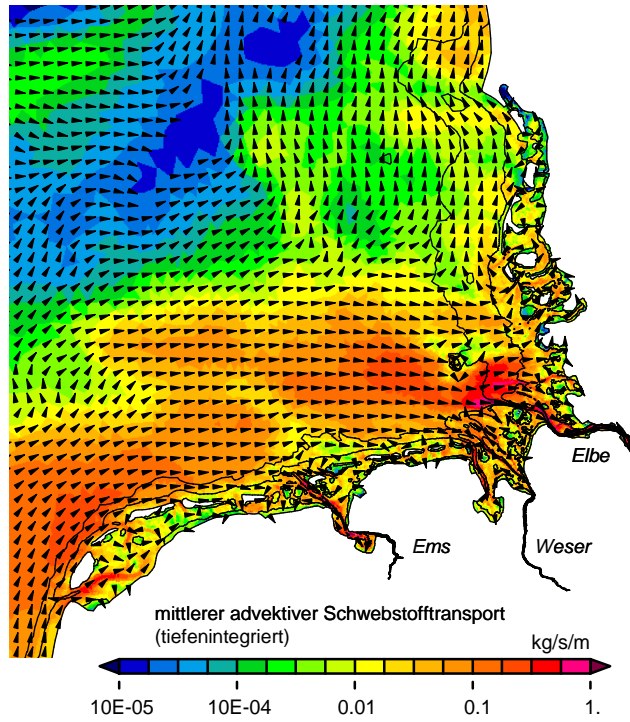 Elbe
Ems
Weser
mittlerer advektiver Schwebstofftransport
(tiefenintegriert)
kg/s/m
10E-05 10E-04 0.01 0.1 1.